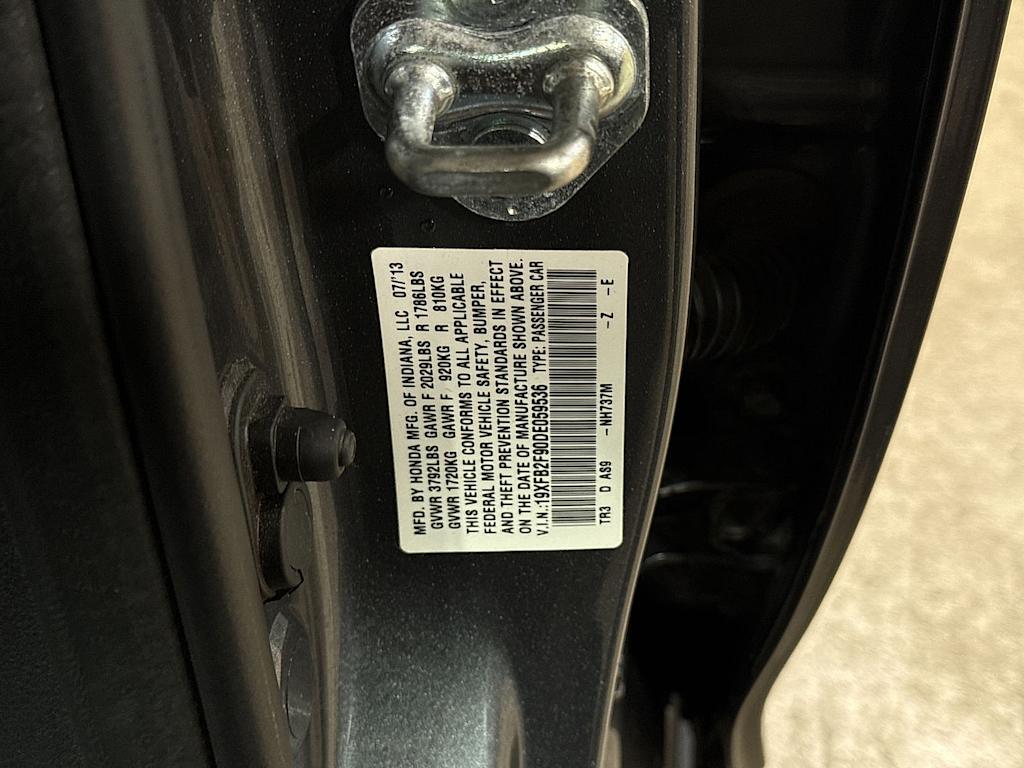 MFD. BY HONDA MFG. OF INDIANA, LLC 07/'13
GVWR 3792LBS GAWR F 2029LBS R 1786LBS
GVWR 1720KG GAWR F 920KG R 810KG
THIS VEHICLE CONFORMS TO ALL APPLICABLE
FEDERAL MOTOR VEHICLE SAFETY, BUMPER,
AND THEFT PREVENTION STANDARDS IN EFFECT
ON THE DATE OF MANUFACTURE SHOWN ABOVE.
V.I.N.:19XFB2F90DE059536 TYPE: PASSENGER CAR
TR3 D AS9 -NH737M -Z -E